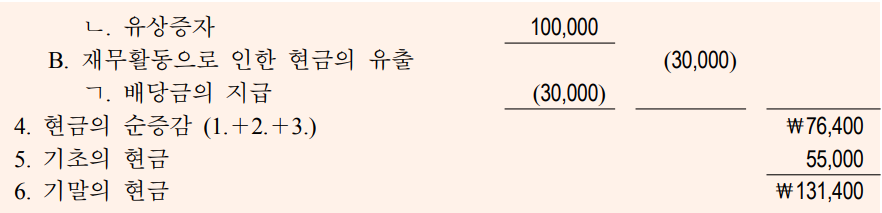 ㄴ. 유상증자 100,000
B. 재무활동으로 인한 현금의 유출 (30,000)
ㄱ. 배당금의 지급 (30,000)
4. 현금의 순증감 (1.＋2.＋3.) ₩76,400
5. 기초의 현금 55,000
6. 기말의 현금 ₩131,400